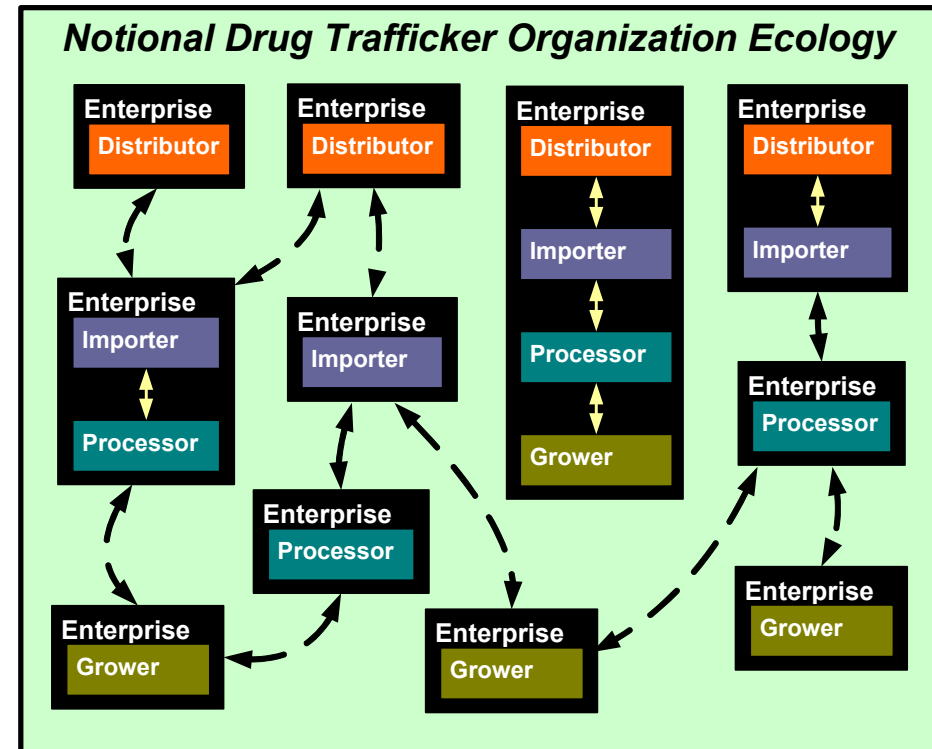 Notional Drug Trafficker Organization Ecology
Enterprise
Distributor
Enterprise
Distributor
Enterprise
Distributor
Importer
Processor
Grower
Enterprise
Distributor
Importer
Enterprise
Importer
Processor
Enterprise
Importer
Enterprise
Processor
Enterprise
Processor
Enterprise
Grower
Enterprise
Grower
Enterprise
Grower